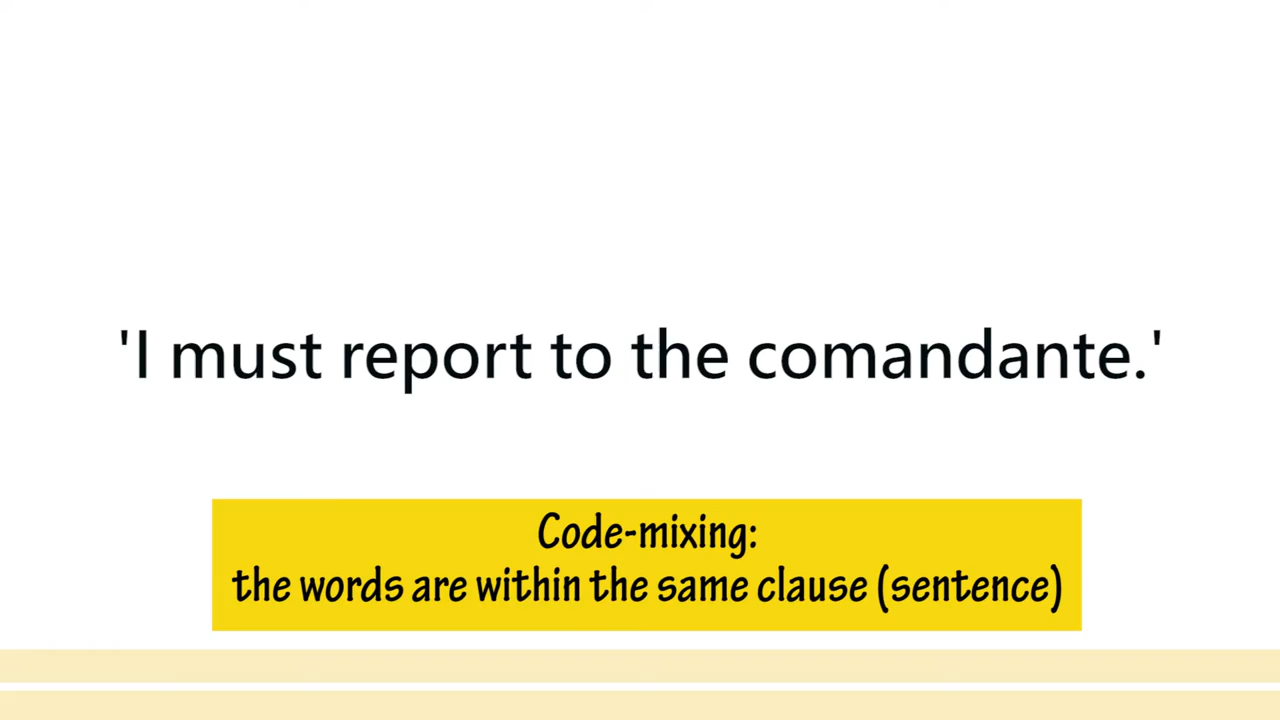 'I must report to the comandante.'
Code-mixing:
the words are within the same clause (sentence)